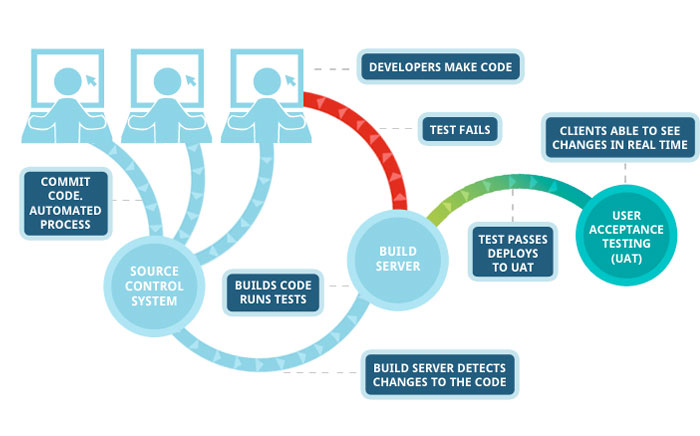 DEVELOPERS MAKE CODE
TEST FAILS
CLIENTS ABLE TO SEE
CHANGES IN REAL TIME
COMMIT
CODE.
AUTOMATED
PROCESS
SOURCE
CONTROL
SYSTEM
BUILDS CODE
RUNS TESTS
BUILD
SERVER
TEST PASSES
DEPLOYS
TO UAT
USER
ACCEPTANCE
TESTING
(UAT)
BUILD SERVER DETECTS
CHANGES TO THE CODE